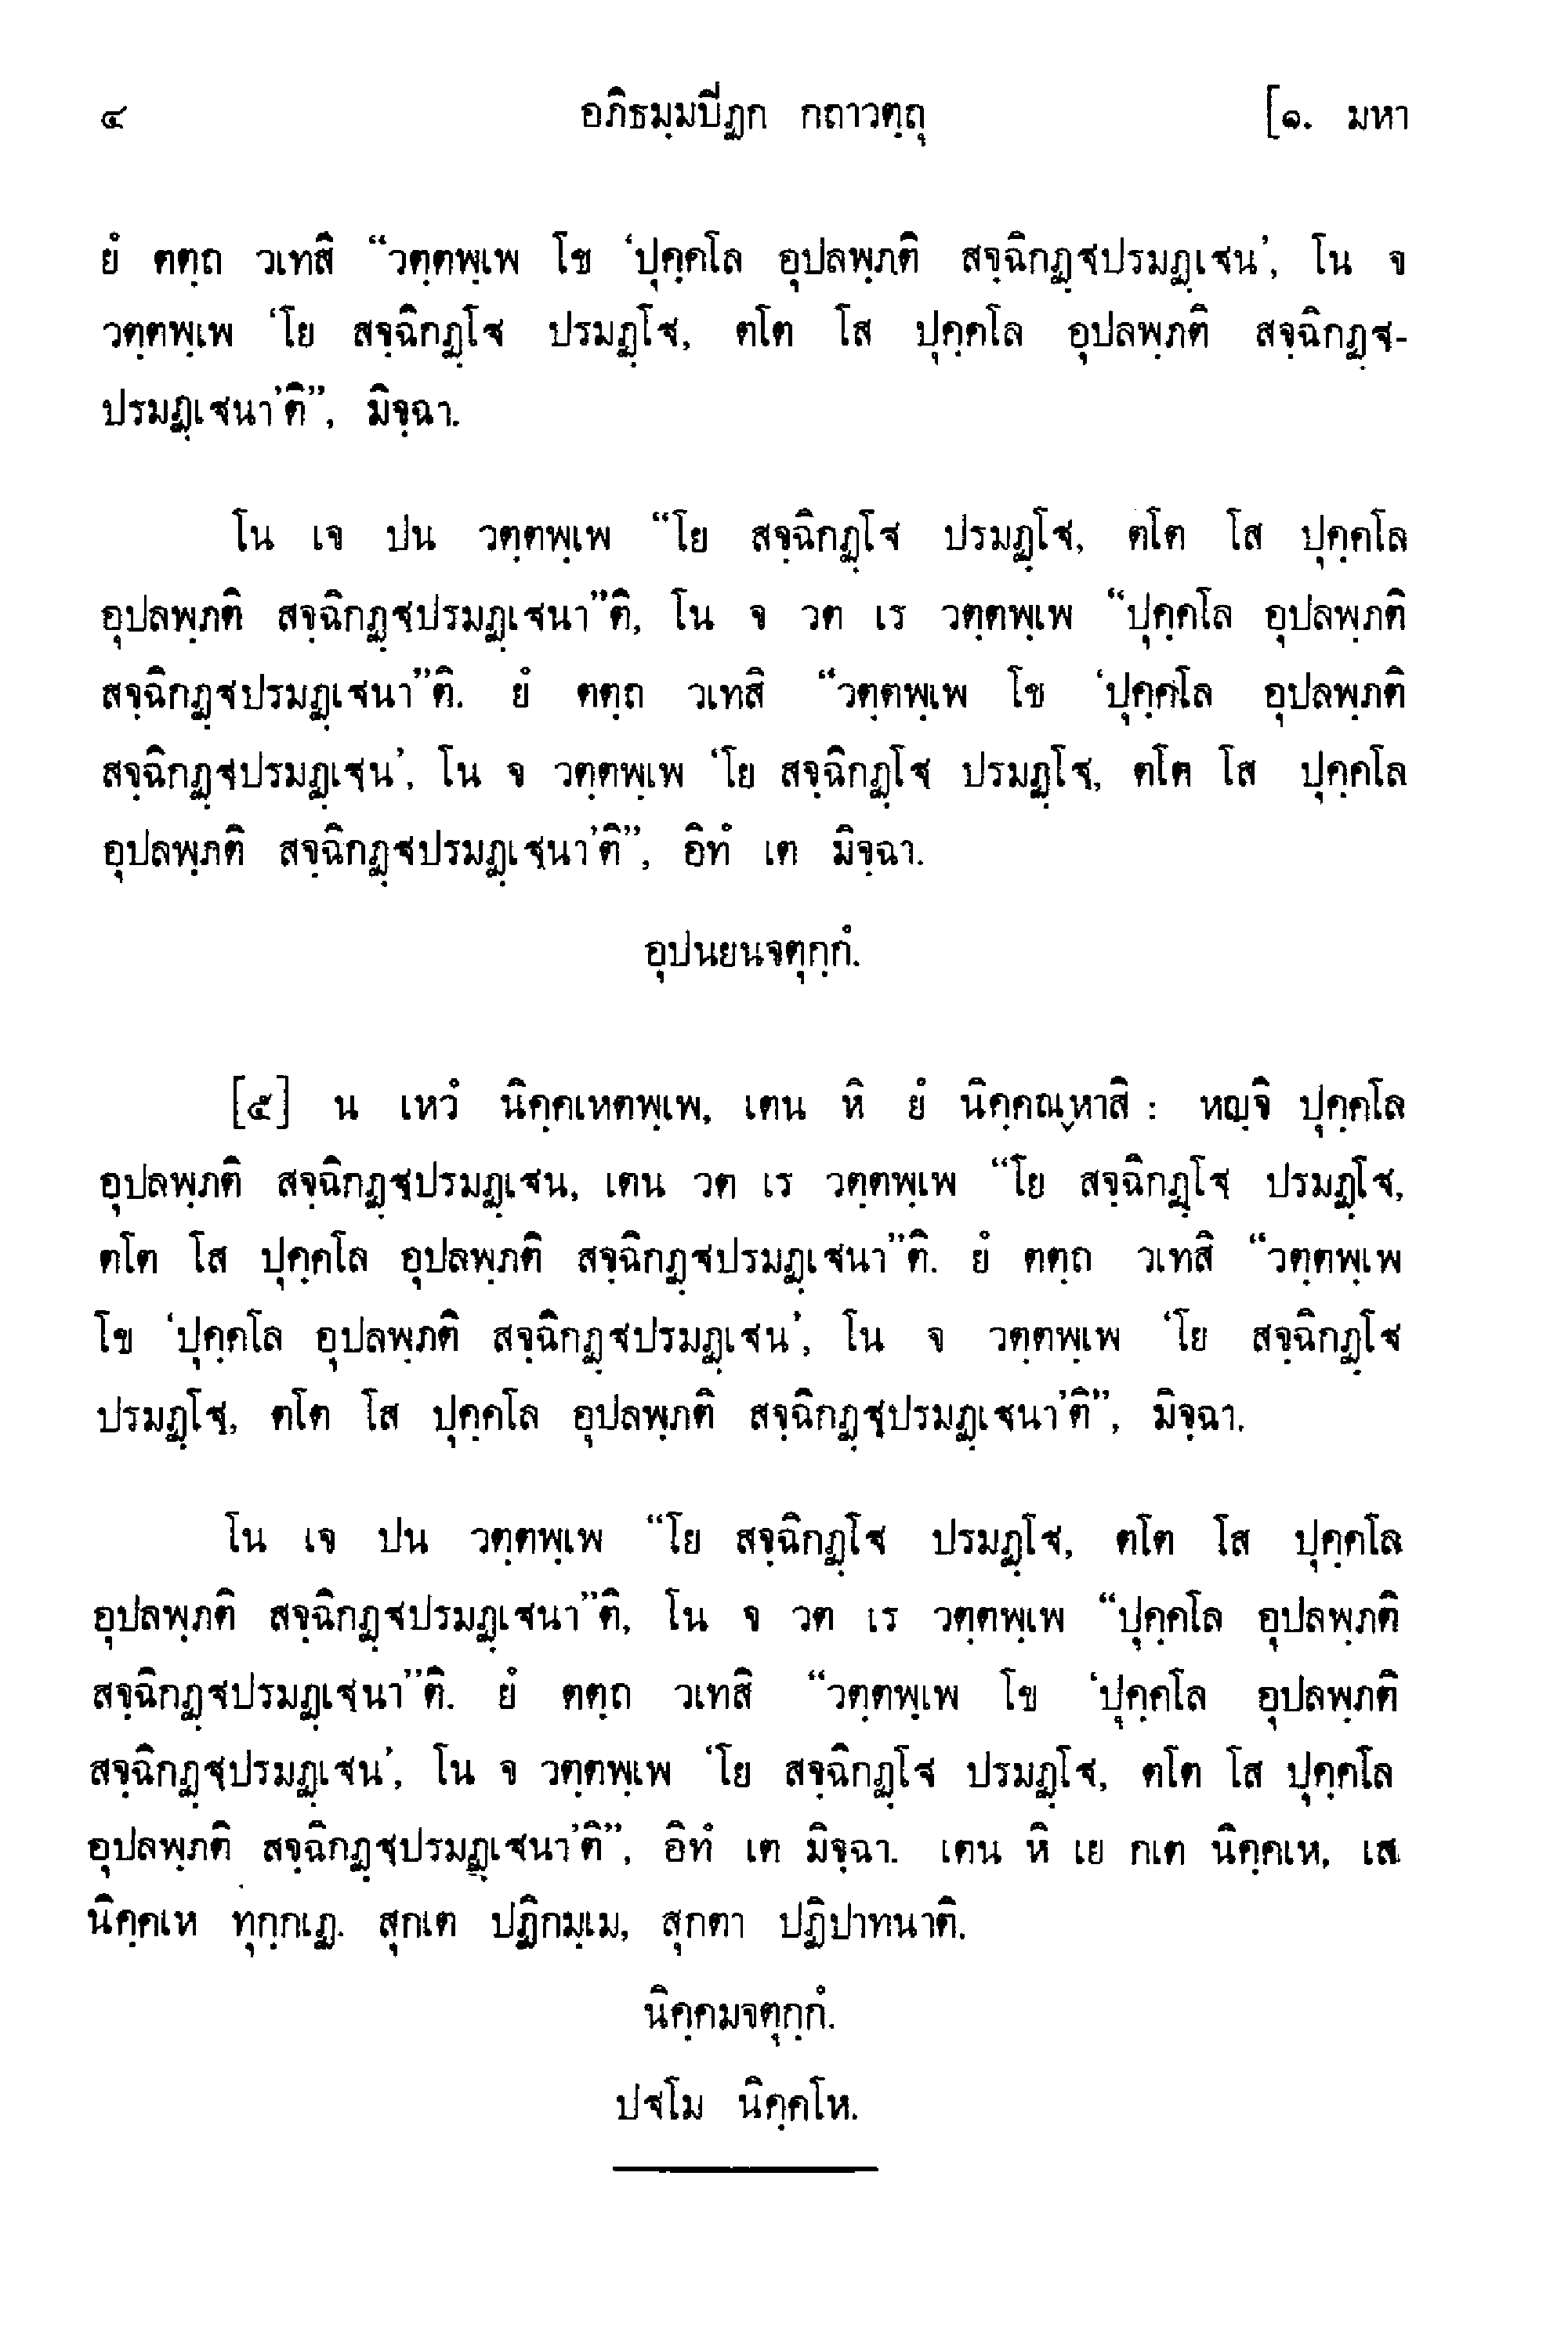 ๔ อภิธมฺมปีฏก กถาวตฺถุ [๑. มหา
ยํ ตตฺถ วเทสิ “วตฺตพฺเพ โข ‘ปุคฺคโล อุปลพฺภติ สจฺฉิกฏฺฐปรมฏฺเฐน’, โน จ
วตฺตพฺเพ ‘โย สจฺฉิกฏฺโฐ ปรมฏฺโฐ, ตโต โส ปุคฺคโล อุปลพฺภติ สจฺฉิกฏฺฐ-
ปรมฏฺเฐนา’ติ”, มิจฺฉา.
โน เจ ปน วตฺตพฺเพ “โย สจฺฉิกฏฺโฐ ปรมฏฺโฐ, ตโต โส ปุคฺคโล
อุปลพฺภติ สจฺฉิกฏฺฐปรมฏฺเฐนา”ติ, โน จ วต เร วตฺตพฺเพ “ปุคฺคโล อุปลพฺภติ
สจฺฉิกฏฺฐปรมฏฺเฐนา”ติ. ยํ ตตฺถ วเทสิ “วตฺตพฺเพ โข ‘ปุคฺคโล อุปลพฺภติ
สจฺฉิกฏฺฐปรมฏฺเฐน’, โน จ วตฺตพฺเพ ‘โย สจฺฉิกฏฺโฐ ปรมฏฺโฐ, ตโต โส ปุคฺคโล
อุปลพฺภติ สจฺฉิกฏฺฐปรมฏฺเฐนา’ติ”, อิทํ เต มิจฺฉา.
อุปนยนจตุกฺกํ.
[๕] น เหวํ นิคฺคเหตพฺเพ, เตน หิ ยํ นิคฺคณฺหาสิ : หญฺจิ ปุคฺคโล
อุปลพฺภติ สจฺฉิกฏฺฐปรมฏฺเฐน, เตน วต เร วตฺตพฺเพ “โย สจฺฉิกฏฺโฐ ปรมฏฺโฐ,
ตโต โส ปุคฺคโล อุปลพฺภติ สจฺฉิกฏฺฐปรมฏฺเฐนา”ติ. ยํ ตตฺถ วเทสิ “วตฺตพฺเพ
โข ‘ปุคฺคโล อุปลพฺภติ สจฺฉิกฏฺฐปรมฏฺเฐน’, โน จ วตฺตพฺเพ ‘โย สจฺฉิกฏฺโฐ
ปรมฏฺโฐ, ตโต โส ปุคฺคโล อุปลพฺภติ สจฺฉิกฏฺฐปรมฏฺเฐนา’ติ”, มิจฺฉา.
โน เจ ปน วตฺตพฺเพ “โย สจฺฉิกฏฺโฐ ปรมฏฺโฐ, ตโต โส ปุคฺคโล
อุปลพฺภติ สจฺฉิกฏฺฐปรมฏฺเฐนา”ติ, โน จ วต เร วตฺตพฺเพ “ปุคฺคโล อุปลพฺภติ
สจฺฉิกฏฺฐปรมฏฺเฐนา”ติ. ยํ ตตฺถ วเทสิ “วตฺตพฺเพ โข ‘ปุคฺคโล อุปลพฺภติ
สจฺฉิกฏฺฐปรมฏฺเฐน’, โน จ วตฺตพฺเพ ‘โย สจฺฉิกฏฺโฐ ปรมฏฺโฐ, ตโต โส ปุคฺคโล
อุปลพฺภติ สจฺฉิกฏฺฐปรมฏฺเฐนา’ติ”, อิทํ เต มิจฺฉา. เตน หิ เย กเต นิคฺคเห, เส
นิคฺคเห ทุกฺกเฏ. สุกเต ปฏิกมฺเม, สุกตา ปฏิปาทนาติ.
นิคฺคมจตุกฺกํ.
ปฐโม นิคฺคโห.